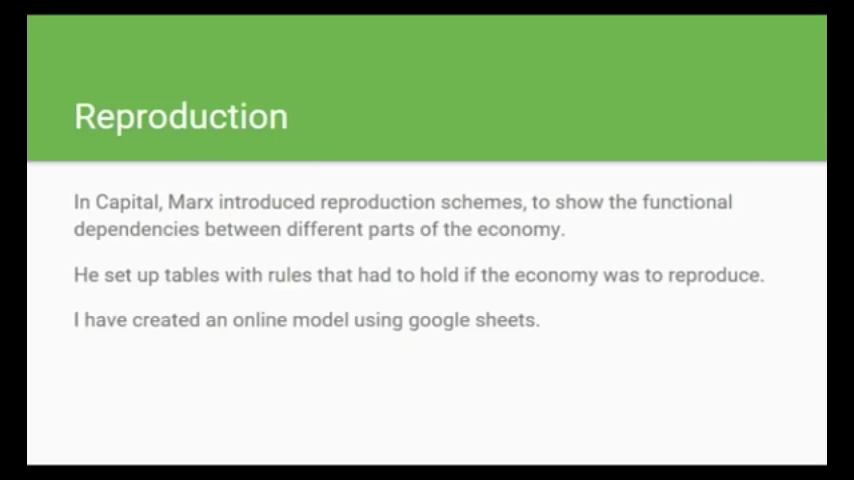 Reproduction
In Capital, Marx introduced reproduction schemes, to show the functional
dependencies between different parts of the economy.
He set up tables with rules that had to hold if the economy was to reproduce.
I have created an online model using google sheets.